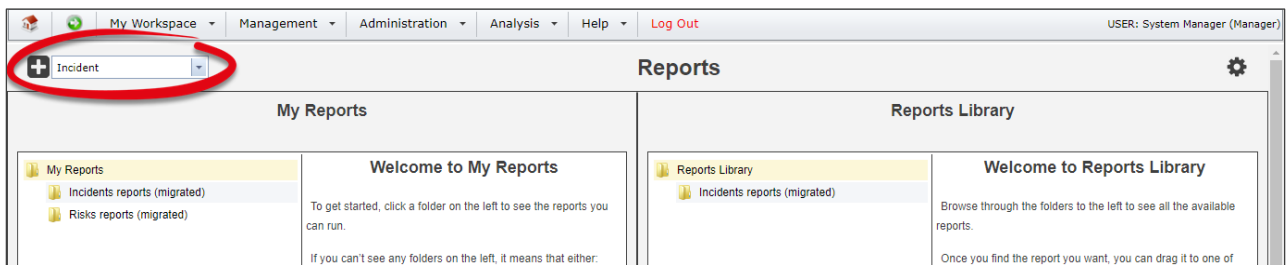 My Workspace Management Administration Analysis Help Log Out USER: System Manager (Manager)
Incident
Reports
My Reports
My Reports
Incidents reports (migrated)
Risks reports (migrated)
Welcome to My Reports
To get started, click a folder on the left to see the reports you
can run.
If you can't see any folders on the left, it means that either:
Reports Library
Reports Library
Incidents reports (migrated)
Welcome to Reports Library
Browse through the folders to the left to see all the available
reports.
Once you find the report you want, you can drag it to one of